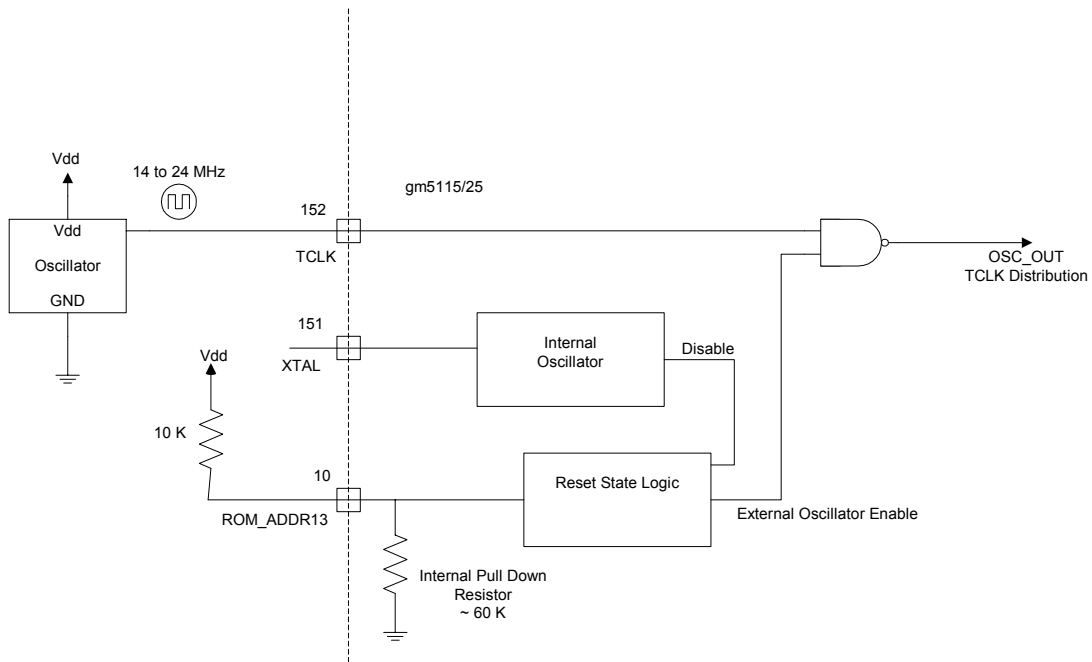 Vdd
14 to 24 MHz
gm5115/25
Vdd
Oscillator
GND
152
TCLK
OSC_OUT
TCLK Distribution
151
XTAL
Internal
Oscillator
Disable
Vdd
10 K
10
ROM_ADDR13
Reset State Logic
External Oscillator Enable
Internal Pull Down
Resistor
~ 60 K